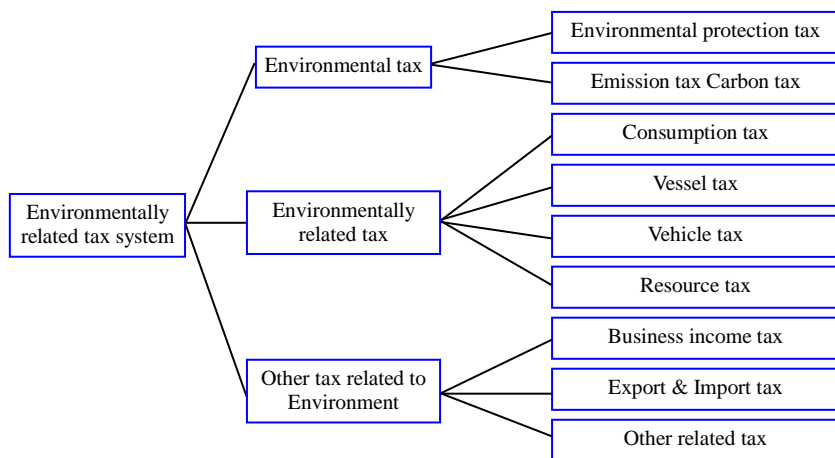 Environmental protection tax
Environmental tax
Emission tax Carbon tax
Consumption tax
Vessel tax
Environmentally
related tax system
Environmentally
related tax
Vehicle tax
Resource tax
Business income tax
Other tax related to
Environment
Export & Import tax
Other related tax